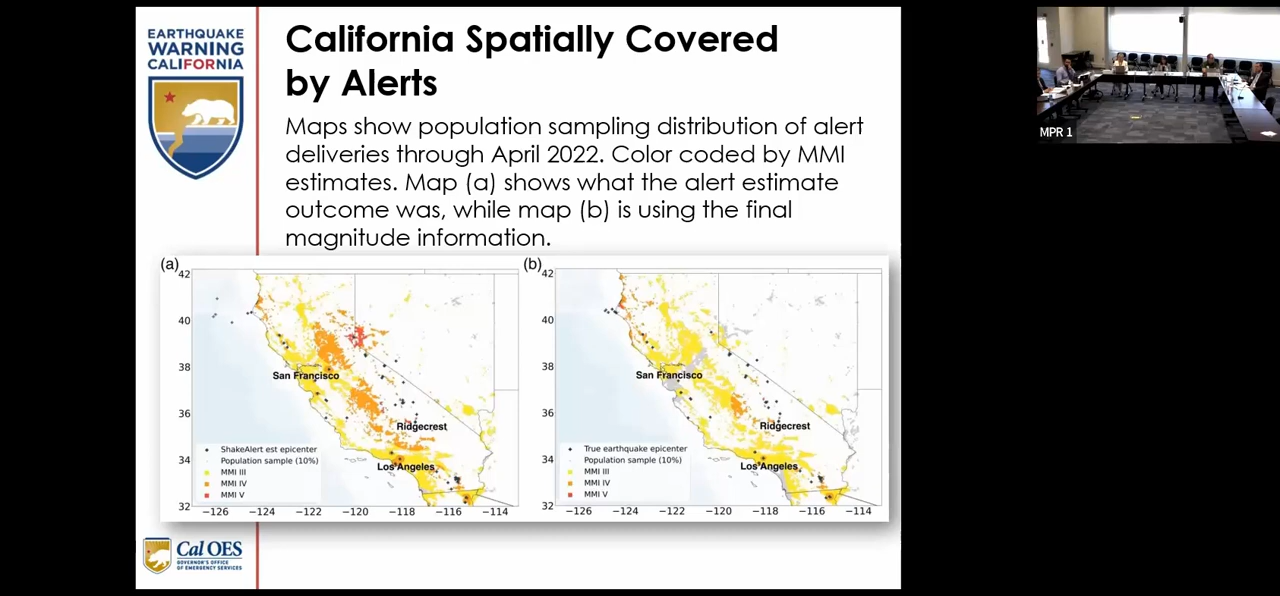 EARTHQUAKE
WARNING
CALIFORNIA
California Spatially Covered
by Alerts
Maps show population sampling distribution of alert
deliveries through April 2022. Color coded by MMI
estimates. Map (a) shows what the alert estimate
outcome was, while map (b) is using the final
magnitude information.
(a)
42
40
38
36
34
32
San Francisco
Ridgecrest
Los Angeles
ShakeAlert est epicenter
Population sample (10%)
MMI III
MMI IV
MMI V
−126 −124 −122 −120 −118 −116 −114
(b)
42
40
38
36
34
32
San Francisco
Ridgecrest
Los Angeles
True earthquake epicenter
Population sample (10%)
MMI III
MMI IV
MMI V
−126 −124 −122 −120 −118 −116 −114
Cal OES
GOVERNOR'S OFFICE
OF EMERGENCY SERVICES
MPR 1